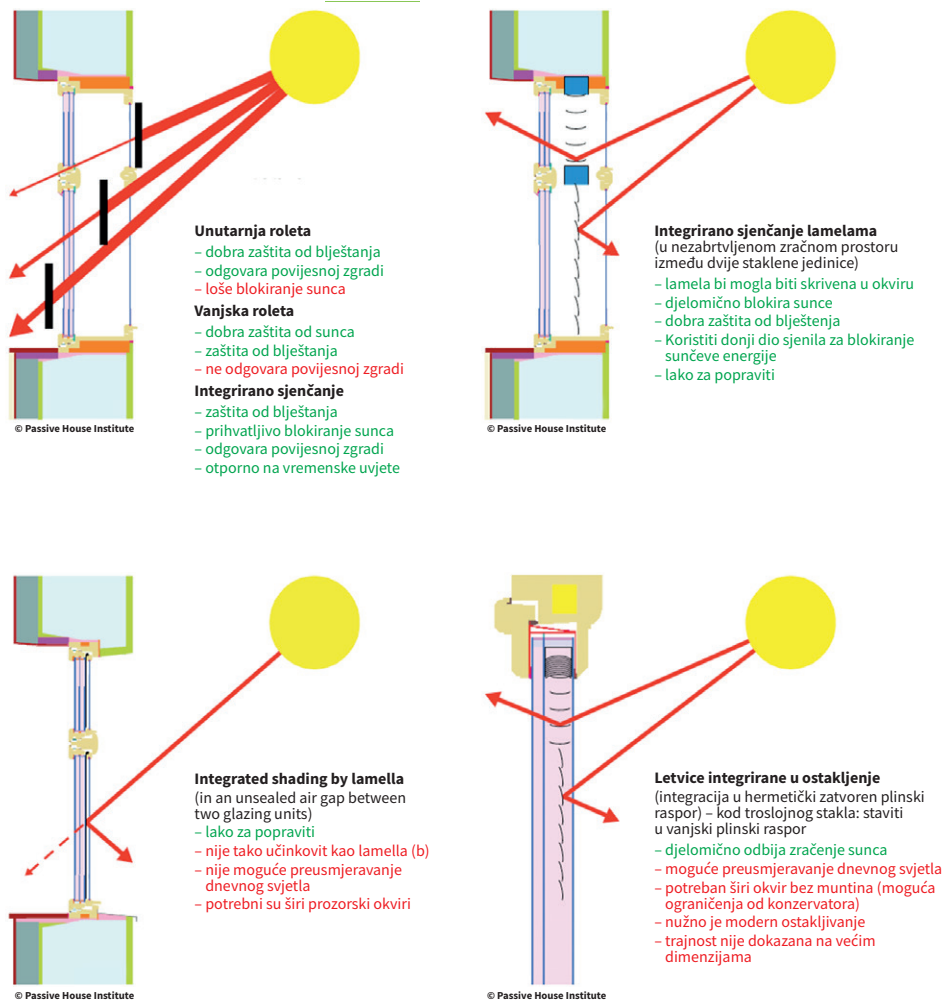 Unutarnja roleta
– dobra zaštita od blještanja
– odgovara povijesnoj zgradi
– loše blokiranje sunca
Vanjska roleta
– dobra zaštita od sunca
– zaštita od blještanja
– ne odgovara povijesnoj zgradi
Integrirano sjenčanje
– zaštita od blještanja
– prihvatljivo blokiranje sunca
– odgovara povijesnoj zgradi
– otporno na vremenske uvjete
© Passive House Institute
Integrirano sjenčanje lamelama
(u nezabrtvljenom zračnom prostoru
između dvije staklene jedinice)
– lamela bi mogla biti skrivena u okviru
– djelomično blokira sunce
– dobra zaštita od blještenja
– Koristiti donji dio sjenila za blokiranje
sunčeve energije
– lako za popraviti
© Passive House Institute
Integrated shading by lamella
(in an unsealed air gap between
two glazing units)
– lako za popraviti
– nije tako učinkovit kao lamella (b)
– nije moguće preusmjeravanje
dnevnog svjetla
– potrebni su širi prozorski okviri
© Passive House Institute
Letvice integrirane u ostakljenje
(integracija u hermetički zatvoren plinski
raspor) – kod troslojnog stakla: staviti
u vanjski plinski raspor
– djelomično odbija zračenje sunca
– moguće preusmjeravanje dnevnog svjetla
– potreban širi okvir bez muntina (moguća
ograničenja od konzervatora)
– nužno je modern ostakljivanje
– trajnost nije dokazana na većim
dimenzijama
© Passive House Institute